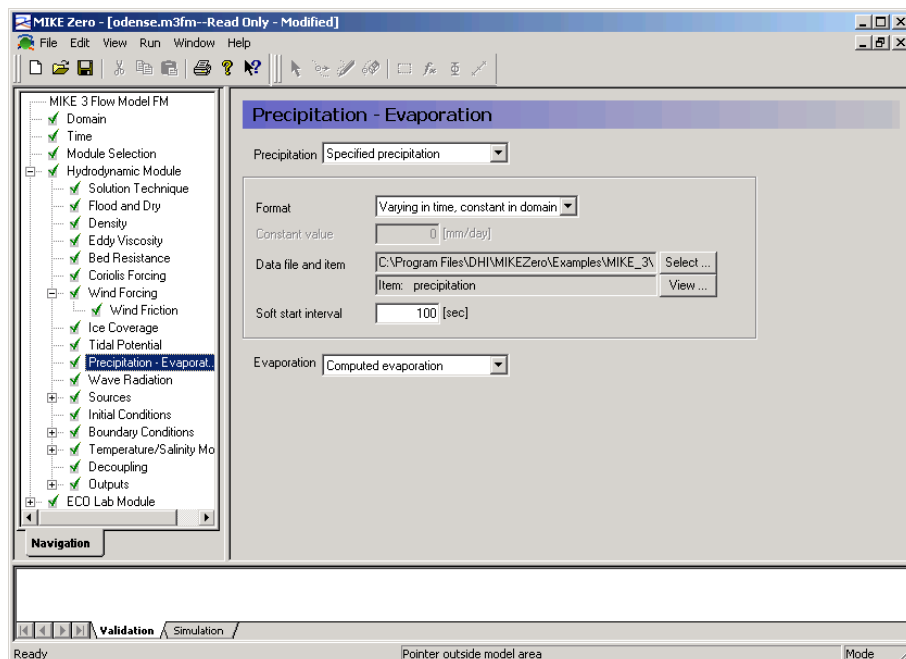 MIKE Zero - [odense.m3fm--Read Only - Modified]
File Edit View Run Window Help
MIKE 3 Flow Model FM
Domain
Time
Module Selection
Hydrodynamic Module
Solution Technique
Flood and Dry
Density
Eddy Viscosity
Bed Resistance
Coriolis Forcing
Wind Forcing
Wind Friction
Ice Coverage
Tidal Potential
Precipitation - Evaporat..
Wave Radiation
Sources
Initial Conditions
Boundary Conditions
Temperature/Salinity Mo
Decoupling
Outputs
ECO Lab Module
Navigation
Precipitation - Evaporation
Precipitation Specified precipitation
Format Varying in time, constant in domain
Constant value 0 [mm/day]
Data file and item C:\Program Files\DHI\MIKEZero\Examples\MIKE_3\ Select ...
Item: precipitation View ...
Soft start interval 100 [sec]
Evaporation Computed evaporation
Validation Simulation
Ready Pointer outside model area Mode